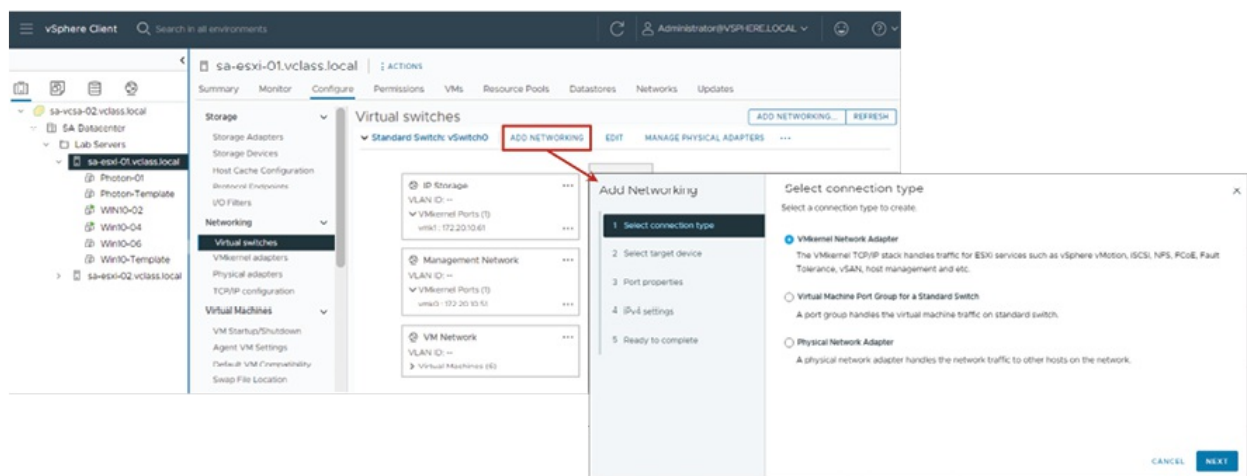 vSphere Client
Search in all environments
Administrator@VSPHERE.LOCAL
sa-vcsa-02.vclass.local
SA Datacenter
Lab Servers
sa-esxi-01.vclass.local
Photon-01
Photon-Template
WIN10-02
Win10-04
Win10-06
Win10-Template
sa-esxi-02.vclass.local
sa-esxi-01.vclass.local
ACTIONS
Summary Monitor Configure Permissions VMs Resource Pools Datastores Networks Updates
Storage
Storage Adapters
Storage Devices
Host Cache Configuration
Protocol Endpoints
I/O Filters
Networking
Virtual switches
VMkernel adapters
Physical adapters
TCP/IP configuration
Virtual Machines
VM Startup/Shutdown
Agent VM Settings
Default VM Compatibility
Swap File Location
Virtual switches
ADD NETWORKING... REFRESH
Standard Switch: vSwitch0 ADD NETWORKING EDIT MANAGE PHYSICAL ADAPTERS ...
IP Storage ...
VLAN ID: --
VMkernel Ports (1)
vmk1 : 172.20.10.61 ...
Management Network ...
VLAN ID: --
VMkernel Ports (1)
vmk0 : 172.20.10.51 ...
VM Network ...
VLAN ID: --
Virtual Machines (6)
Add Networking
1 Select connection type
2 Select target device
3 Port properties
4 IPv4 settings
5 Ready to complete
Select connection type
Select a connection type to create.
VMkernel Network Adapter
The VMkernel TCP/IP stack handles traffic for ESXi services such as vSphere vMotion, iSCSI, NFS, FCoE, Fault
Tolerance, vSAN, host management and etc.
Virtual Machine Port Group for a Standard Switch
A port group handles the virtual machine traffic on standard switch.
Physical Network Adapter
A physical network adapter handles the network traffic to other hosts on the network.
CANCEL NEXT